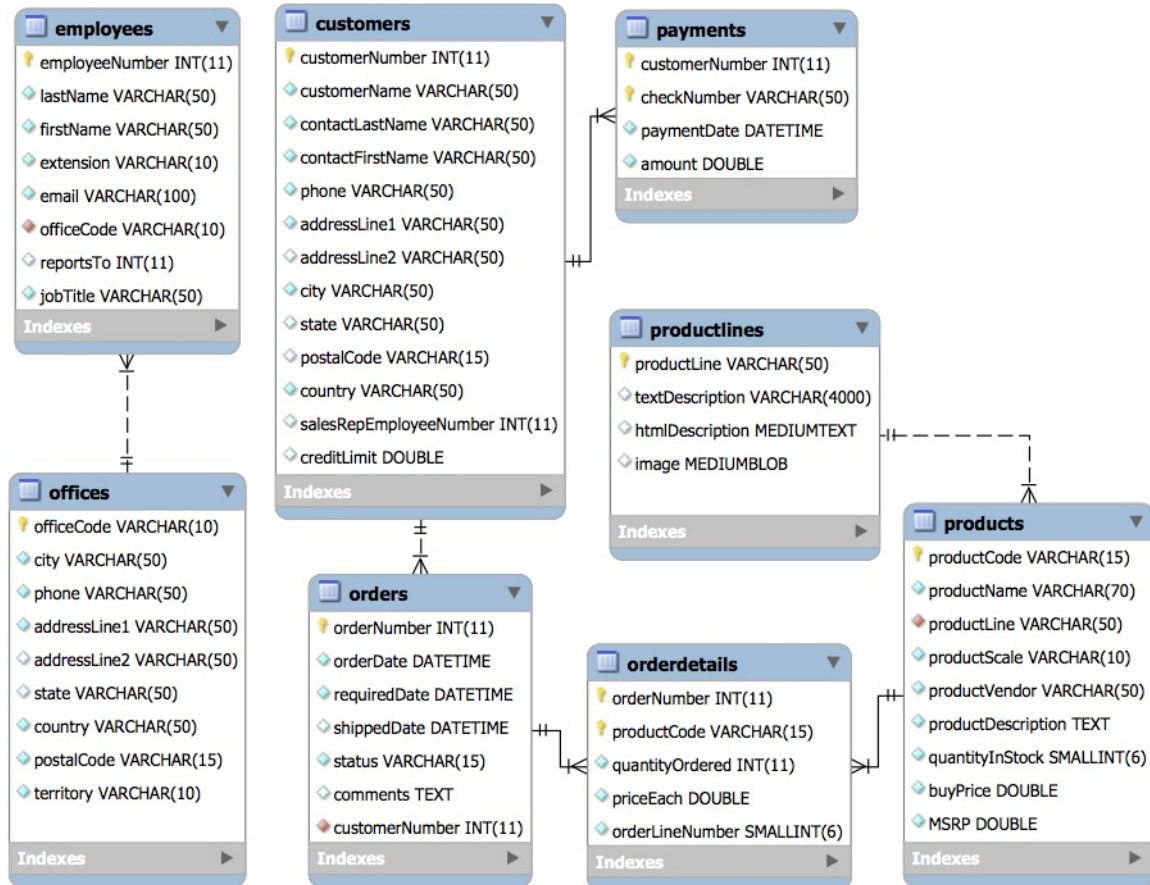 employees
employeeNumber INT(11)
lastName VARCHAR(50)
firstName VARCHAR(50)
extension VARCHAR(10)
email VARCHAR(100)
officeCode VARCHAR(10)
reportsTo INT(11)
jobTitle VARCHAR(50)
Indexes
customers
customerNumber INT(11)
customerName VARCHAR(50)
contactLastName VARCHAR(50)
contactFirstName VARCHAR(50)
phone VARCHAR(50)
addressLine1 VARCHAR(50)
addressLine2 VARCHAR(50)
city VARCHAR(50)
state VARCHAR(50)
postalCode VARCHAR(15)
country VARCHAR(50)
salesRepEmployeeNumber INT(11)
creditLimit DOUBLE
Indexes
payments
customerNumber INT(11)
checkNumber VARCHAR(50)
paymentDate DATETIME
amount DOUBLE
Indexes
productlines
productLine VARCHAR(50)
textDescription VARCHAR(4000)
htmlDescription MEDIUMTEXT
image MEDIUMBLOB
Indexes
offices
officeCode VARCHAR(10)
city VARCHAR(50)
phone VARCHAR(50)
addressLine1 VARCHAR(50)
addressLine2 VARCHAR(50)
state VARCHAR(50)
country VARCHAR(50)
postalCode VARCHAR(15)
territory VARCHAR(10)
Indexes
orders
orderNumber INT(11)
orderDate DATETIME
requiredDate DATETIME
shippedDate DATETIME
status VARCHAR(15)
comments TEXT
customerNumber INT(11)
Indexes
orderdetails
orderNumber INT(11)
productCode VARCHAR(15)
quantityOrdered INT(11)
priceEach DOUBLE
orderLineNumber SMALLINT(6)
Indexes
products
productCode VARCHAR(15)
productName VARCHAR(70)
productLine VARCHAR(50)
productScale VARCHAR(10)
productVendor VARCHAR(50)
productDescription TEXT
quantityInStock SMALLINT(6)
buyPrice DOUBLE
MSRP DOUBLE
Indexes